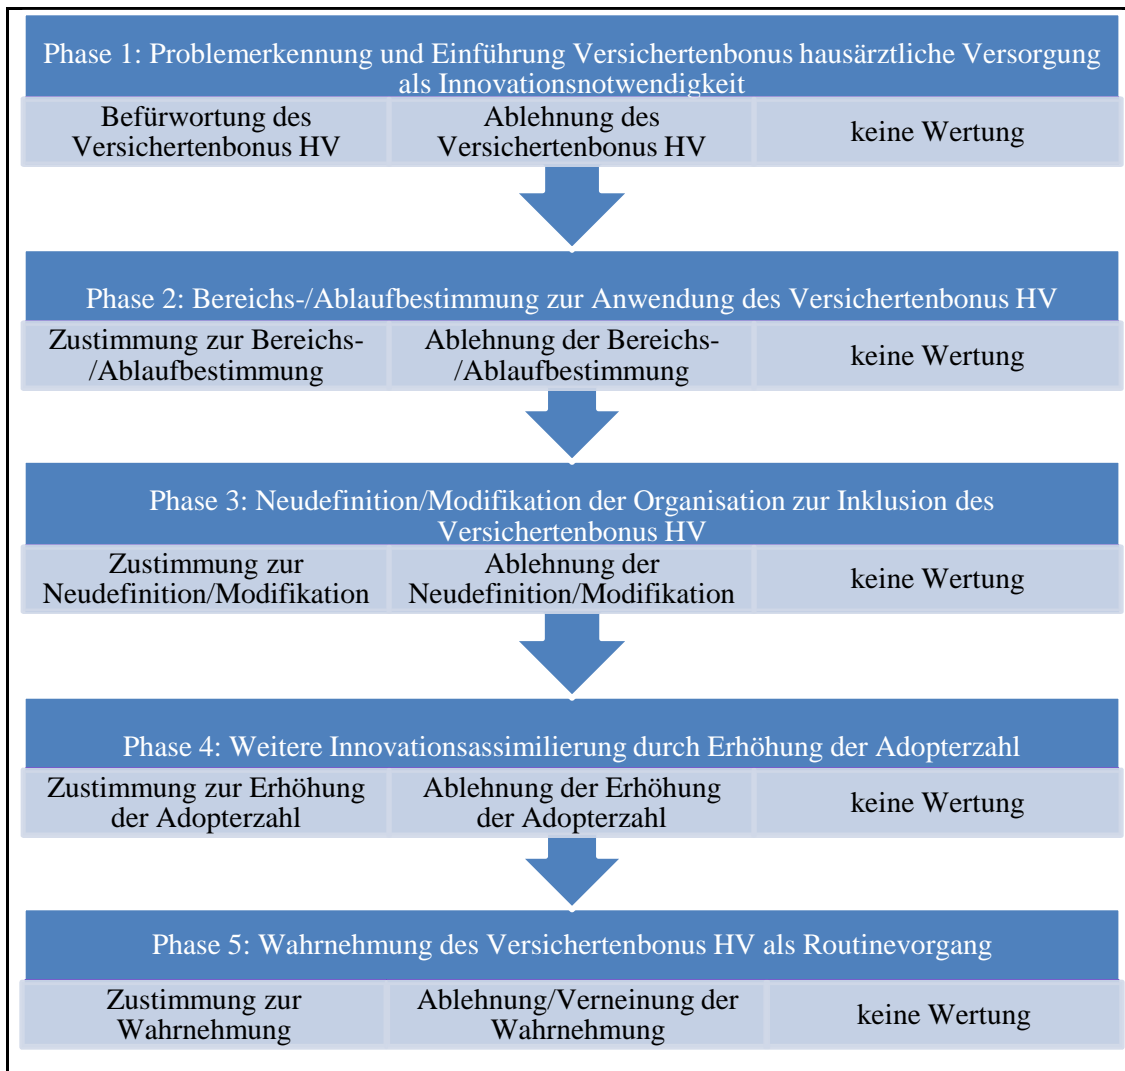 Phase 1: Problemerkennung und Einführung Versichertenbonus hausärztliche Versorgung
als Innovationsnotwendigkeit
Befürwortung des
Versichertenbonus HV
Ablehnung des
Versichertenbonus HV
keine Wertung
Phase 2: Bereichs-/Ablaufbestimmung zur Anwendung des Versichertenbonus HV
Zustimmung zur Bereichs-
/Ablaufbestimmung
Ablehnung der Bereichs-
/Ablaufbestimmung
keine Wertung
Phase 3: Neudefinition/Modifikation der Organisation zur Inklusion des
Versichertenbonus HV
Zustimmung zur
Neudefinition/Modifikation
Ablehnung der
Neudefinition/Modifikation
keine Wertung
Phase 4: Weitere Innovationsassimilierung durch Erhöhung der Adopterzahl
Zustimmung zur Erhöhung
der Adopterzahl
Ablehnung der Erhöhung
der Adopterzahl
keine Wertung
Phase 5: Wahrnehmung des Versichertenbonus HV als Routinevorgang
Zustimmung zur
Wahrnehmung
Ablehnung/Verneinung der
Wahrnehmung
keine Wertung